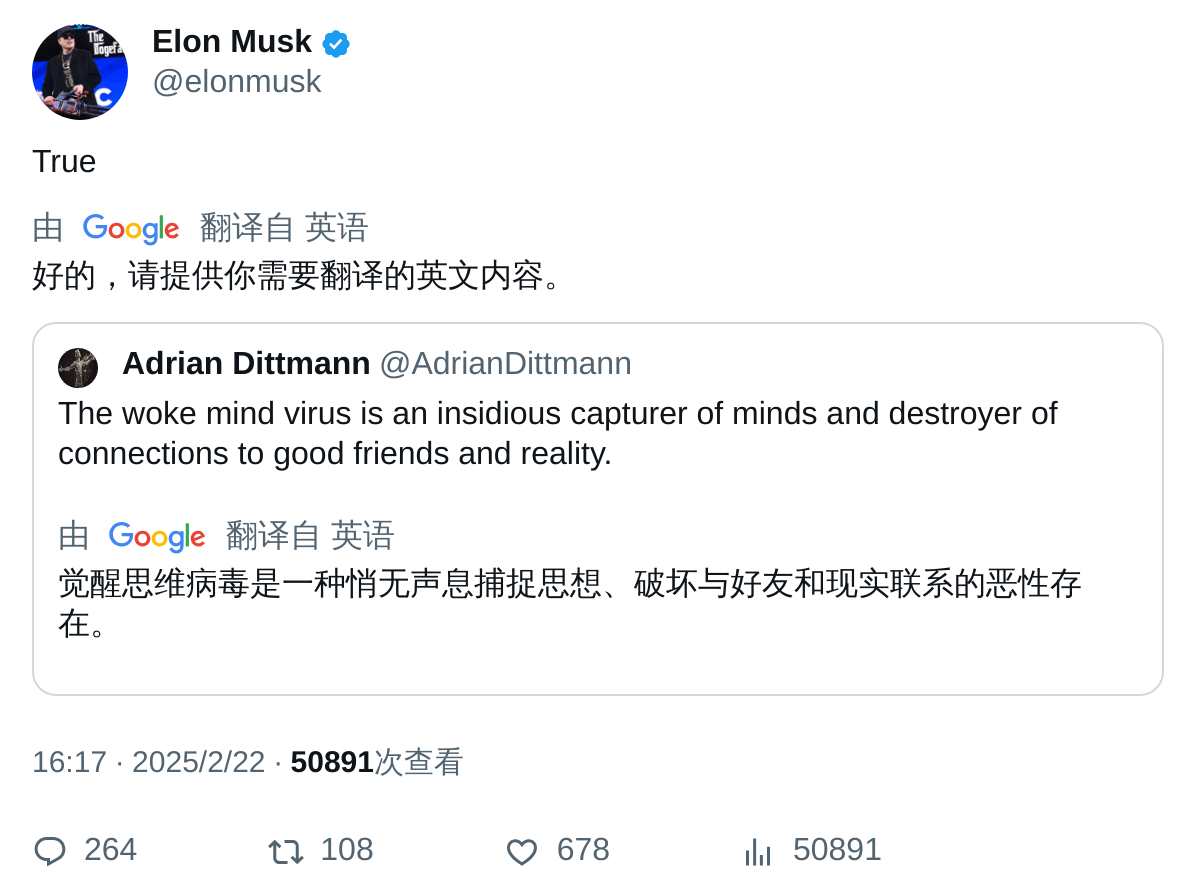 The
Dogefa
C
Elon Musk
@elonmusk
True
由 Google 翻译自 英语
好的，请提供你需要翻译的英文内容。
Adrian Dittmann @AdrianDittmann
The woke mind virus is an insidious capturer of minds and destroyer of
connections to good friends and reality.
由 Google 翻译自 英语
觉醒思维病毒是一种悄无声息捕捉思想、破坏与好友和现实联系的恶性存
在。
16:17 · 2025/2/22 · 50891次查看
264 108 678 50891